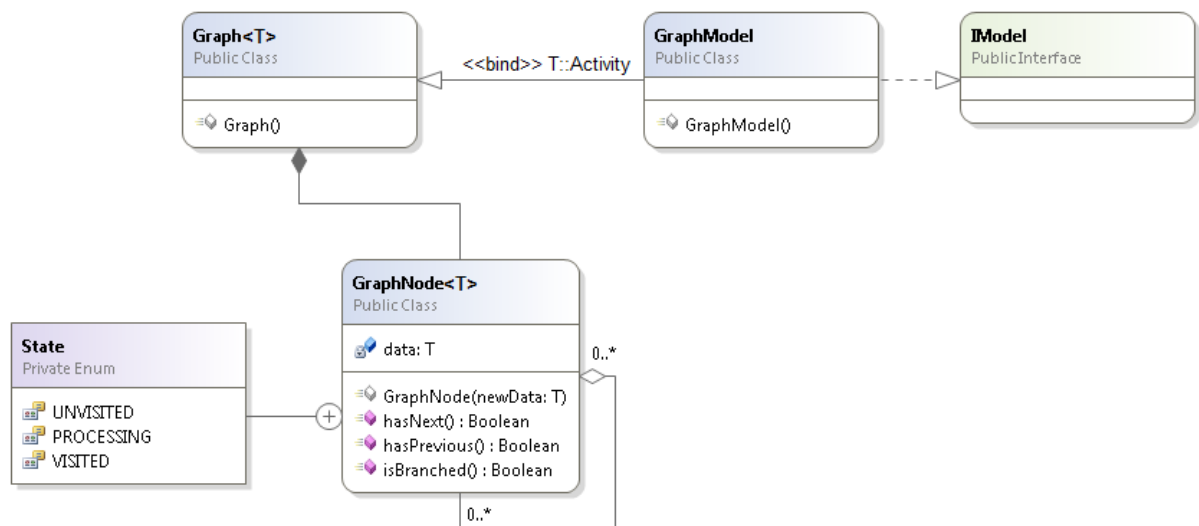 Graph<T>
Public Class
Graph()
<<bind>> T::Activity
GraphModel
Public Class
GraphModel()
IModel
Public Interface
GraphNode<T>
Public Class
data: T
GraphNode(newData: T)
hasNext() : Boolean
hasPrevious() : Boolean
isBranched() : Boolean
0..*
0..*
State
Private Enum
UNVISITED
PROCESSING
VISITED